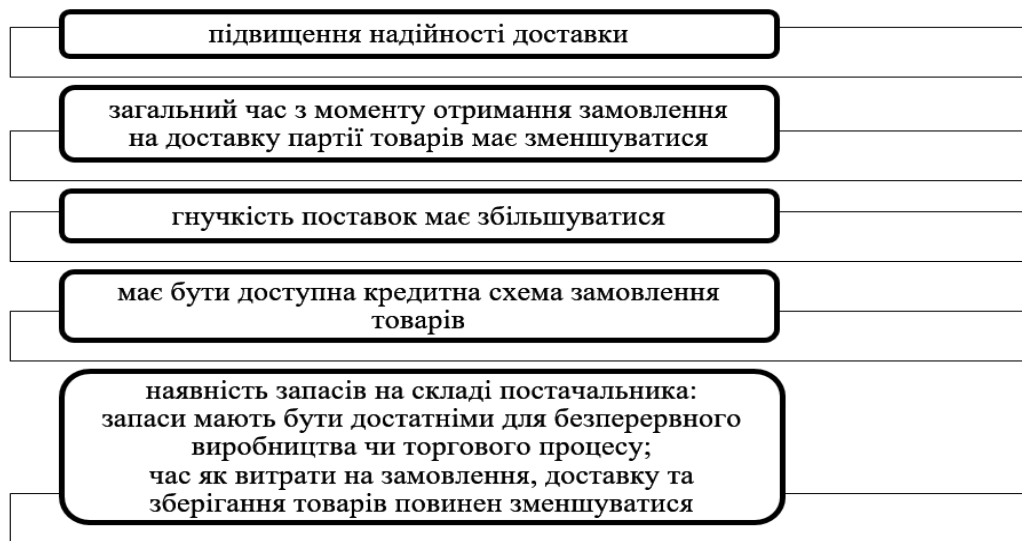 підвищення надійності доставки
загальний час з моменту отримання замовлення
на доставку партії товарів має зменшуватися
гнучкість поставок має збільшуватися
має бути доступна кредитна схема замовлення
товарів
наявність запасів на складі постачальника:
запаси мають бути достатніми для безперервного
виробництва чи торгового процесу;
час як витрати на замовлення, доставку та
зберігання товарів повинен зменшуватися